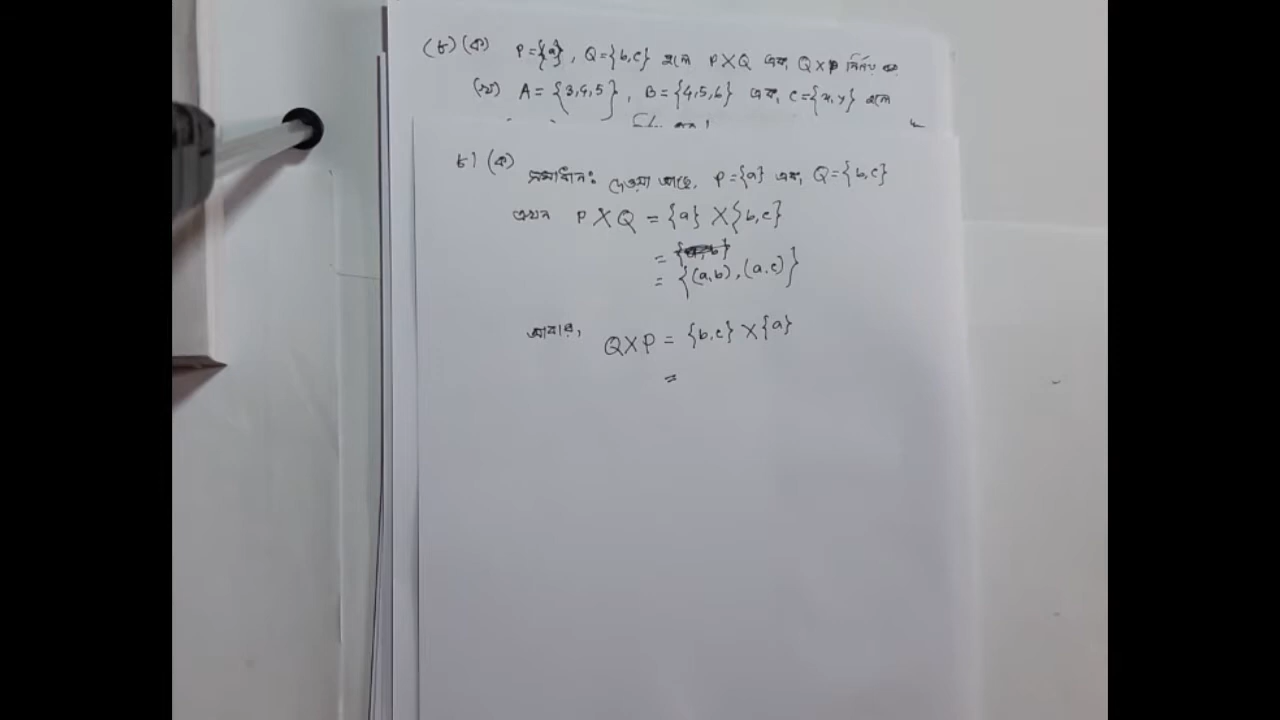 (৮) (ক) P={a}, Q={b,c} হলে P×Q এবং Q×P নির্ণয় কর
(খ) A = {3,4,5}, B = {4,5,6} এবং C={x,y} হলে
৮। (ক)
সমাধান: দেওয়া আছে, P={a} এবং Q={b,c}
এখন P×Q = {a} ×{b,c}
=
= {(a,b),(a,c)}
আবার, Q×P = {b,c} ×{a}
=